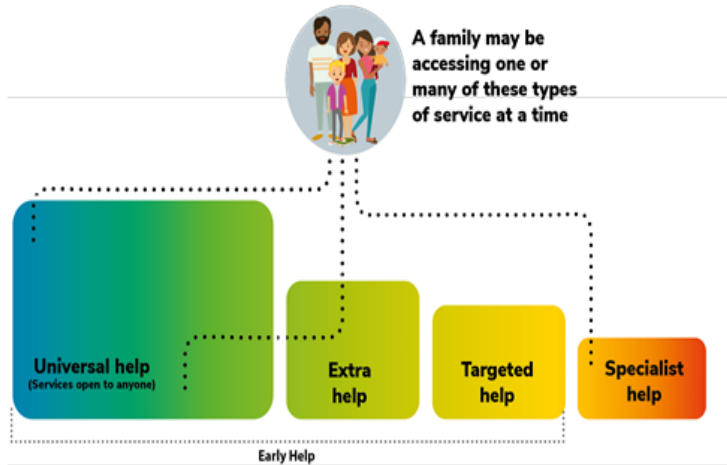 A family may be
accessing one or
many of these types
of service at a time
Universal help
(Services open to anyone)
Extra
help
Targeted
help
Specialist
help
Early Help